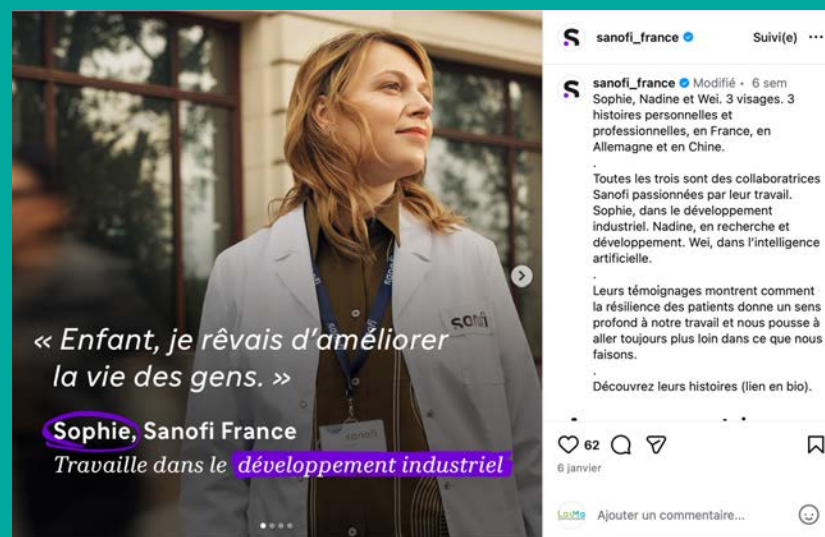 « Enfant, je rêvais d’améliorer
la vie des gens. »
Sophie, Sanofi France
Travaille dans le développement industriel
sanofi
sanofi
sanofi_france
Suivi(e) ...
sanofi_france Modifié · 6 sem
Sophie, Nadine et Wei. 3 visages. 3
histoires personnelles et
professionnelles, en France, en
Allemagne et en Chine.
.
Toutes les trois sont des collaboratrices
Sanofi passionnées par leur travail.
Sophie, dans le développement
industriel. Nadine, en recherche et
développement. Wei, dans l’intelligence
artificielle.
.
Leurs témoignages montrent comment
la résilience des patients donne un sens
profond à notre travail et nous pousse à
aller toujours plus loin dans ce que nous
faisons.
.
Découvrez leurs histoires (lien en bio).
62
6 janvier
Ajouter un commentaire...